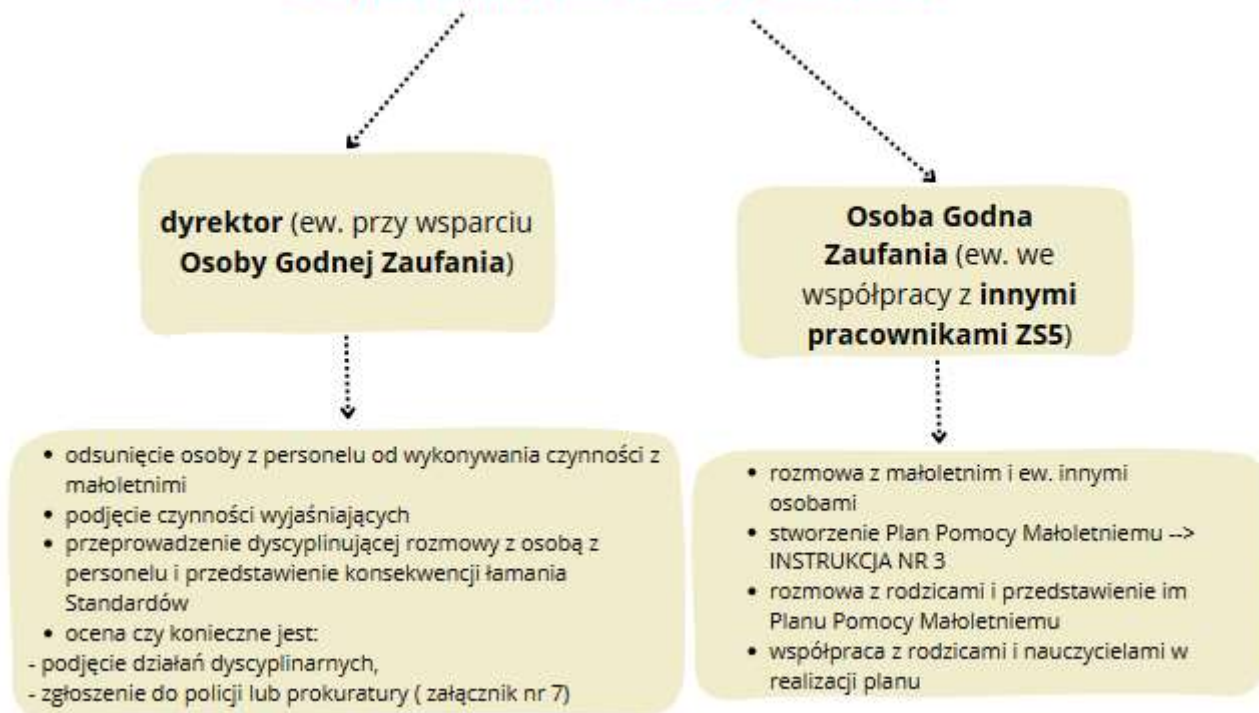 dyrektor (ew. przy wsparciu
Osoby Godnej Zaufania)
Osoba Godna
Zaufania (ew. we
współpracy z innymi
pracownikami ZS5)
• odsunięcie osoby z personelu od wykonywania czynności z
małoletnimi
• podjęcie czynności wyjaśniających
• przeprowadzenie dyscyplinującej rozmowy z osobą z
personelu i przedstawienie konsekwencji łamania
Standardów
• ocena czy konieczne jest:
- podjęcie działań dyscyplinarnych,
- zgłoszenie do policji lub prokuratury ( załącznik nr 7)
• rozmowa z małoletnim i ew. innymi
osobami
• stworzenie Plan Pomocy Małoletniemu -->
INSTRUKCJA NR 3
• rozmowa z rodzicami i przedstawienie im
Planu Pomocy Małoletniemu
• współpraca z rodzicami i nauczycielami w
realizacji planu